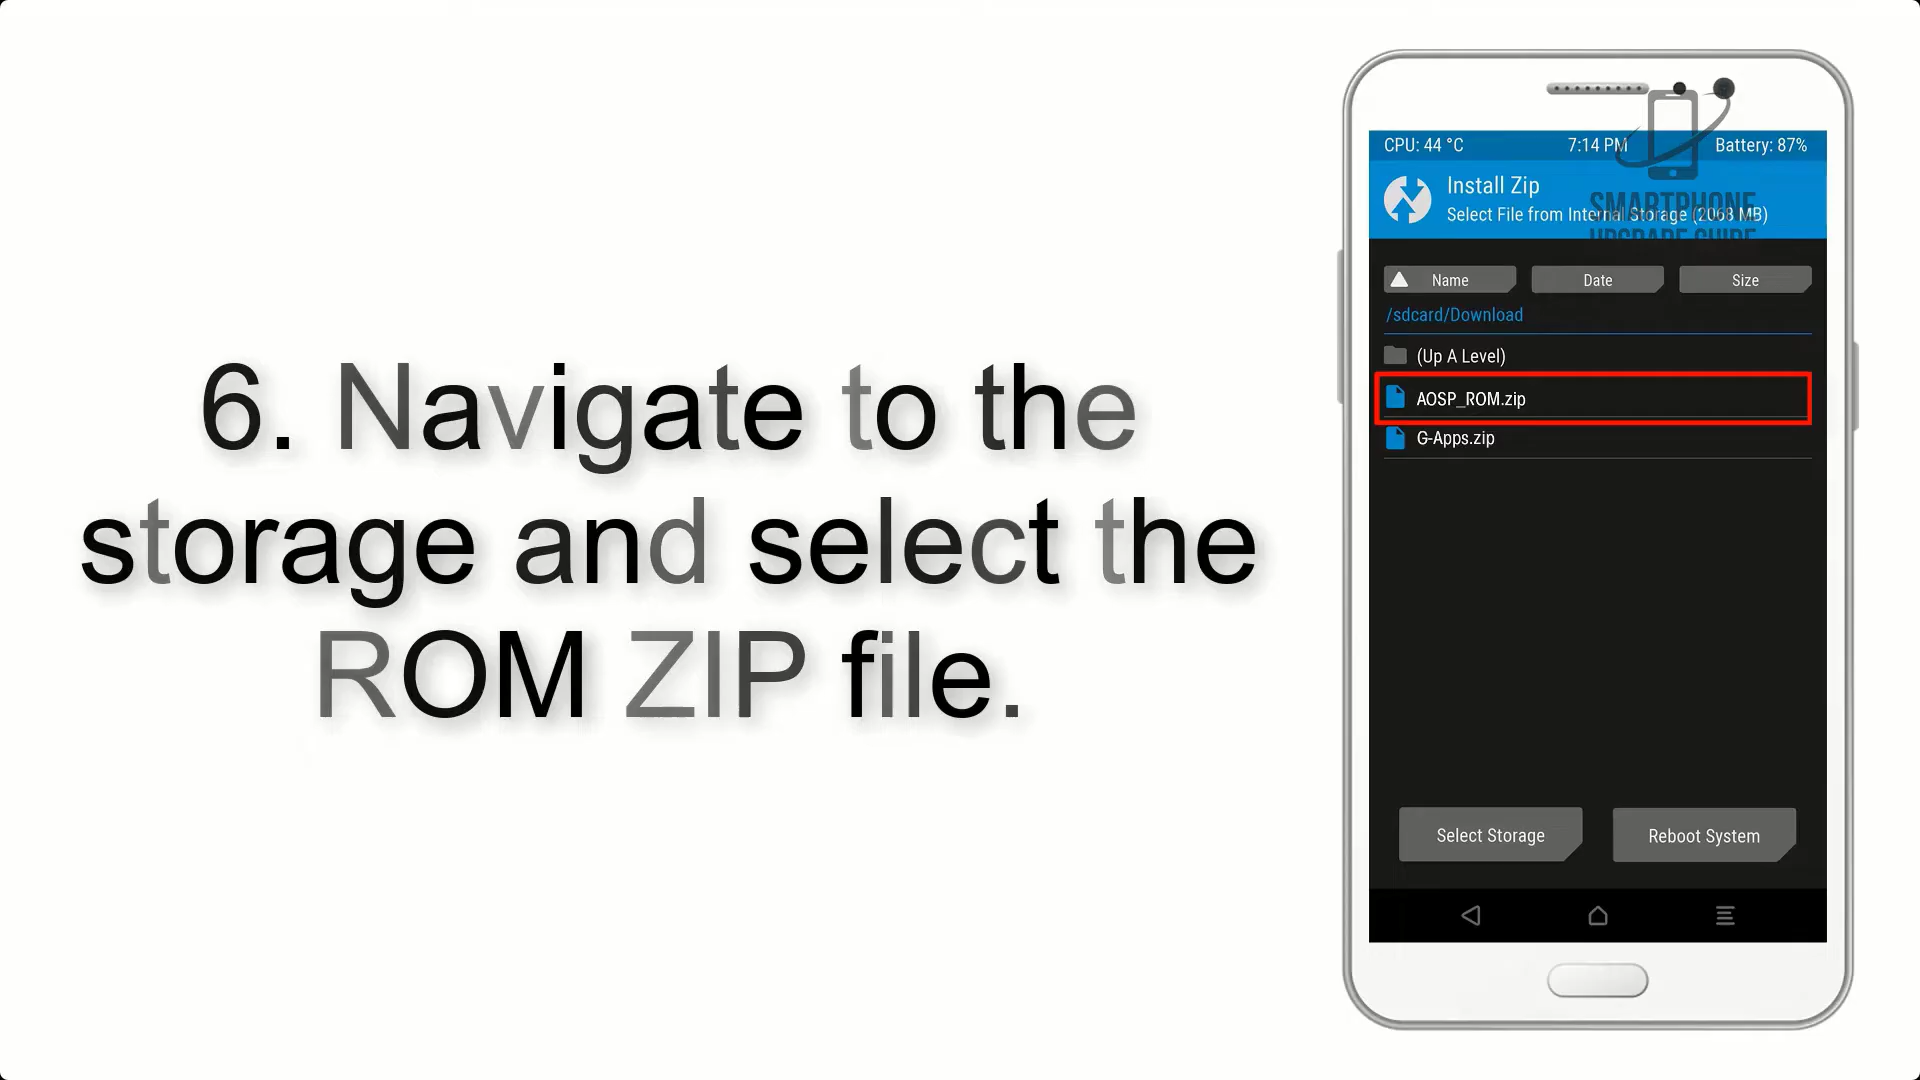 6. Navigate to the
storage and select the
ROM ZIP file.
CPU: 44 °C 7:14 PM Battery: 87%
Install Zip
Select File from Internal Storage (2068 MB)
SMARTPHONE
UPGRADE GUIDE
Name Date Size
/sdcard/Download
(Up A Level)
AOSP_ROM.zip
G-Apps.zip
Select Storage Reboot System